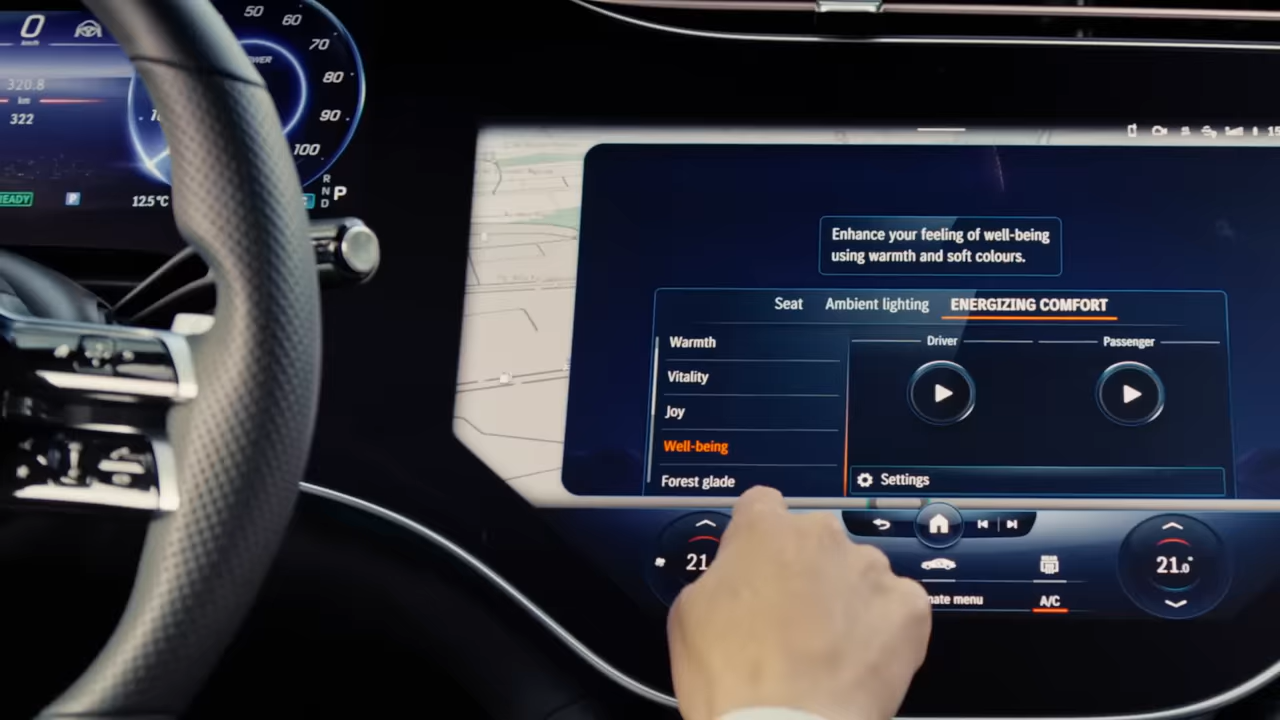 0
km/h
320.8
km
322
READY
P
12.5°C
50
60
70
80
90
100
R
N
D
P
Enhance your feeling of well-being
using warmth and soft colours.
Seat
Ambient lighting
ENERGIZING COMFORT
Warmth
Vitality
Joy
Well-being
Forest glade
Driver
Passenger
Settings
21
21.0°
REAR
menu
A/C